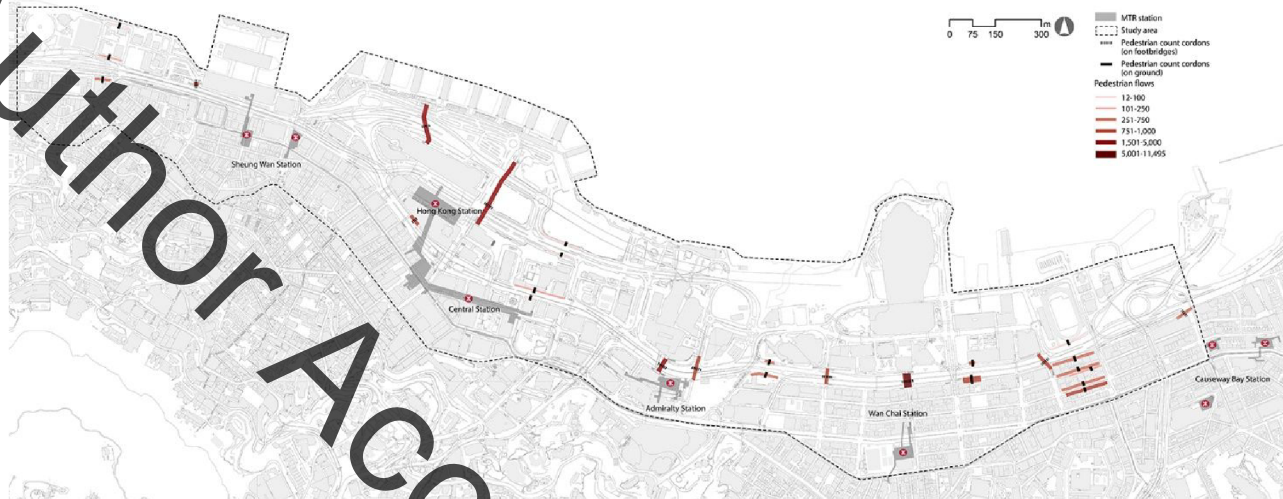 MTR station
Study area
Pedestrian count cordons
(on footbridges)
Pedestrian count cordons
(on ground)
Pedestrian flows
12-100
101-250
251-750
751-1,000
1,501-5,000
5,001-11,495
m
0 75 150 300
Sheung Wan Station
Hong Kong Station
Central Station
Admiralty Station
Wan Chai Station
Causeway Bay Station
uthor Acc